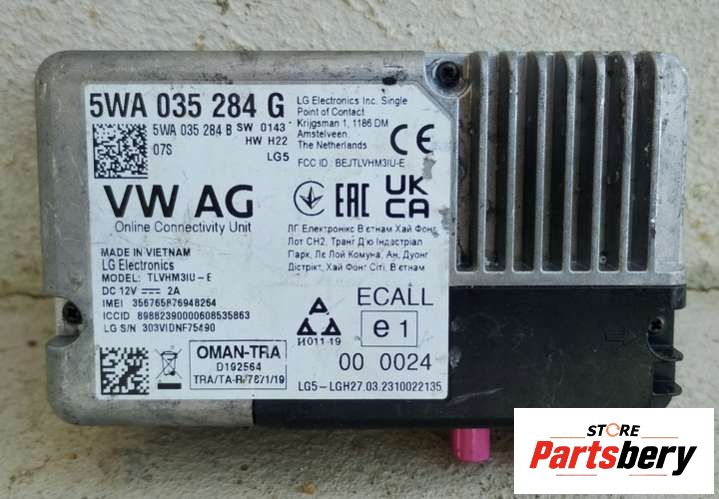 5WA 035 284 G
5WA 035 284 B SW 0143
HW H22
07S
LG5
LG Electronics Inc. Single
Point of Contact
Krijgsman 1, 1186 DM
Amstelveen
The Netherlands
FCC ID : BEJTLVHM3IU-E
CE
VW AG
Online Connectivity Unit
EAC
UK
CA
MADE IN VIETNAM
LG Electronics
MODEL: TLVHM3IU - E
DC 12V 2A
IMEI 356765876948264
ICCID 89882390000608535863
LG S/N 303VIDNF75490
ЛГ Електронікс В'єтнам Хай Фонг
Лот СН2, Транг Д'ю Індастріал
Парк, Ле Лой Комуна, Ан, Дуонг
Дістрікт, Хай Фонг Сіті, В'єтнам
OMAN-TRA
D192564
TRA/TA-R/7871/19
И011 19
ECALL
e 1
00 0024
LG5-LGH27.03.2310022135
STORE
Partsbery